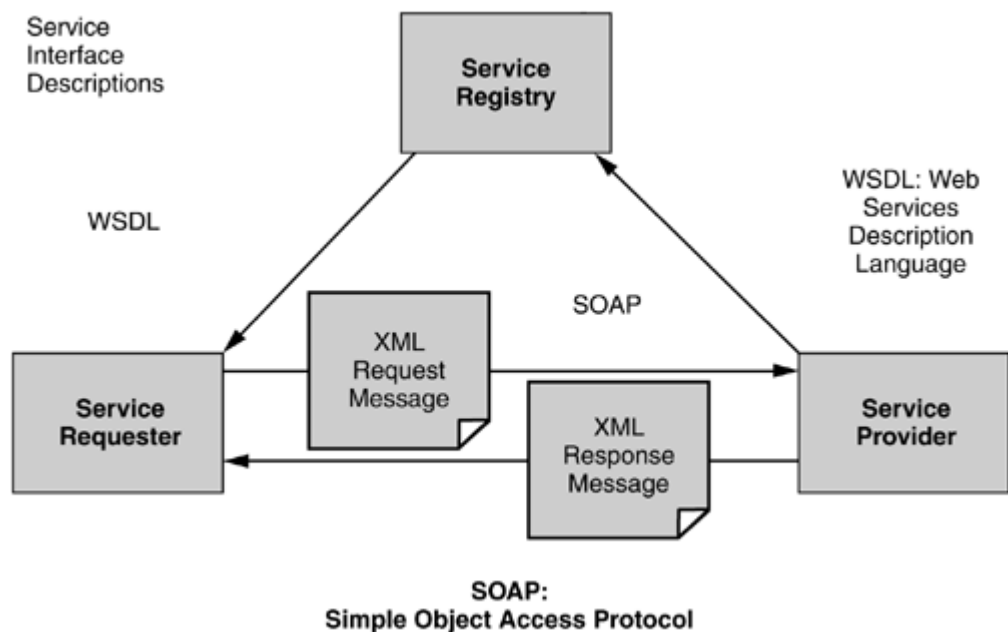 Service
Interface
Descriptions
Service
Registry
WSDL
WSDL: Web
Services
Description
Language
SOAP
XML
Request
Message
Service
Requester
Service
Provider
XML
Response
Message
SOAP:
Simple Object Access Protocol